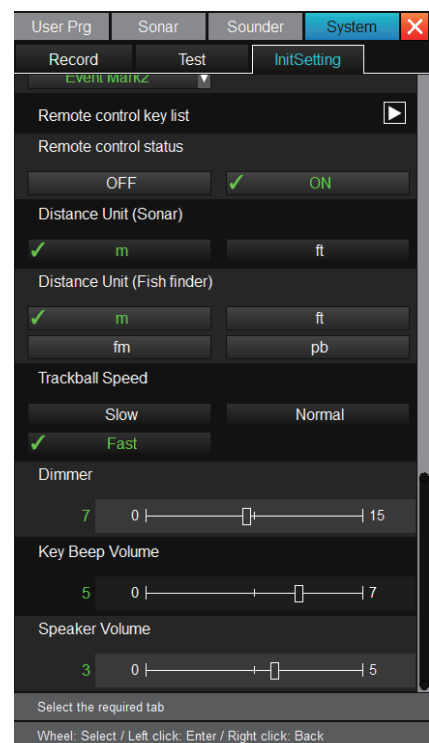 User Prg Sonar Sounder System
Record Test InitSetting
Event Mark2
Remote control key list
Remote control status
OFF ON
Distance Unit (Sonar)
m ft
Distance Unit (Fish finder)
m ft
fm pb
Trackball Speed
Slow Normal
Fast
Dimmer
7 0 15
Key Beep Volume
5 0 7
Speaker Volume
3 0 5
Select the required tab
Wheel: Select / Left click: Enter / Right click: Back